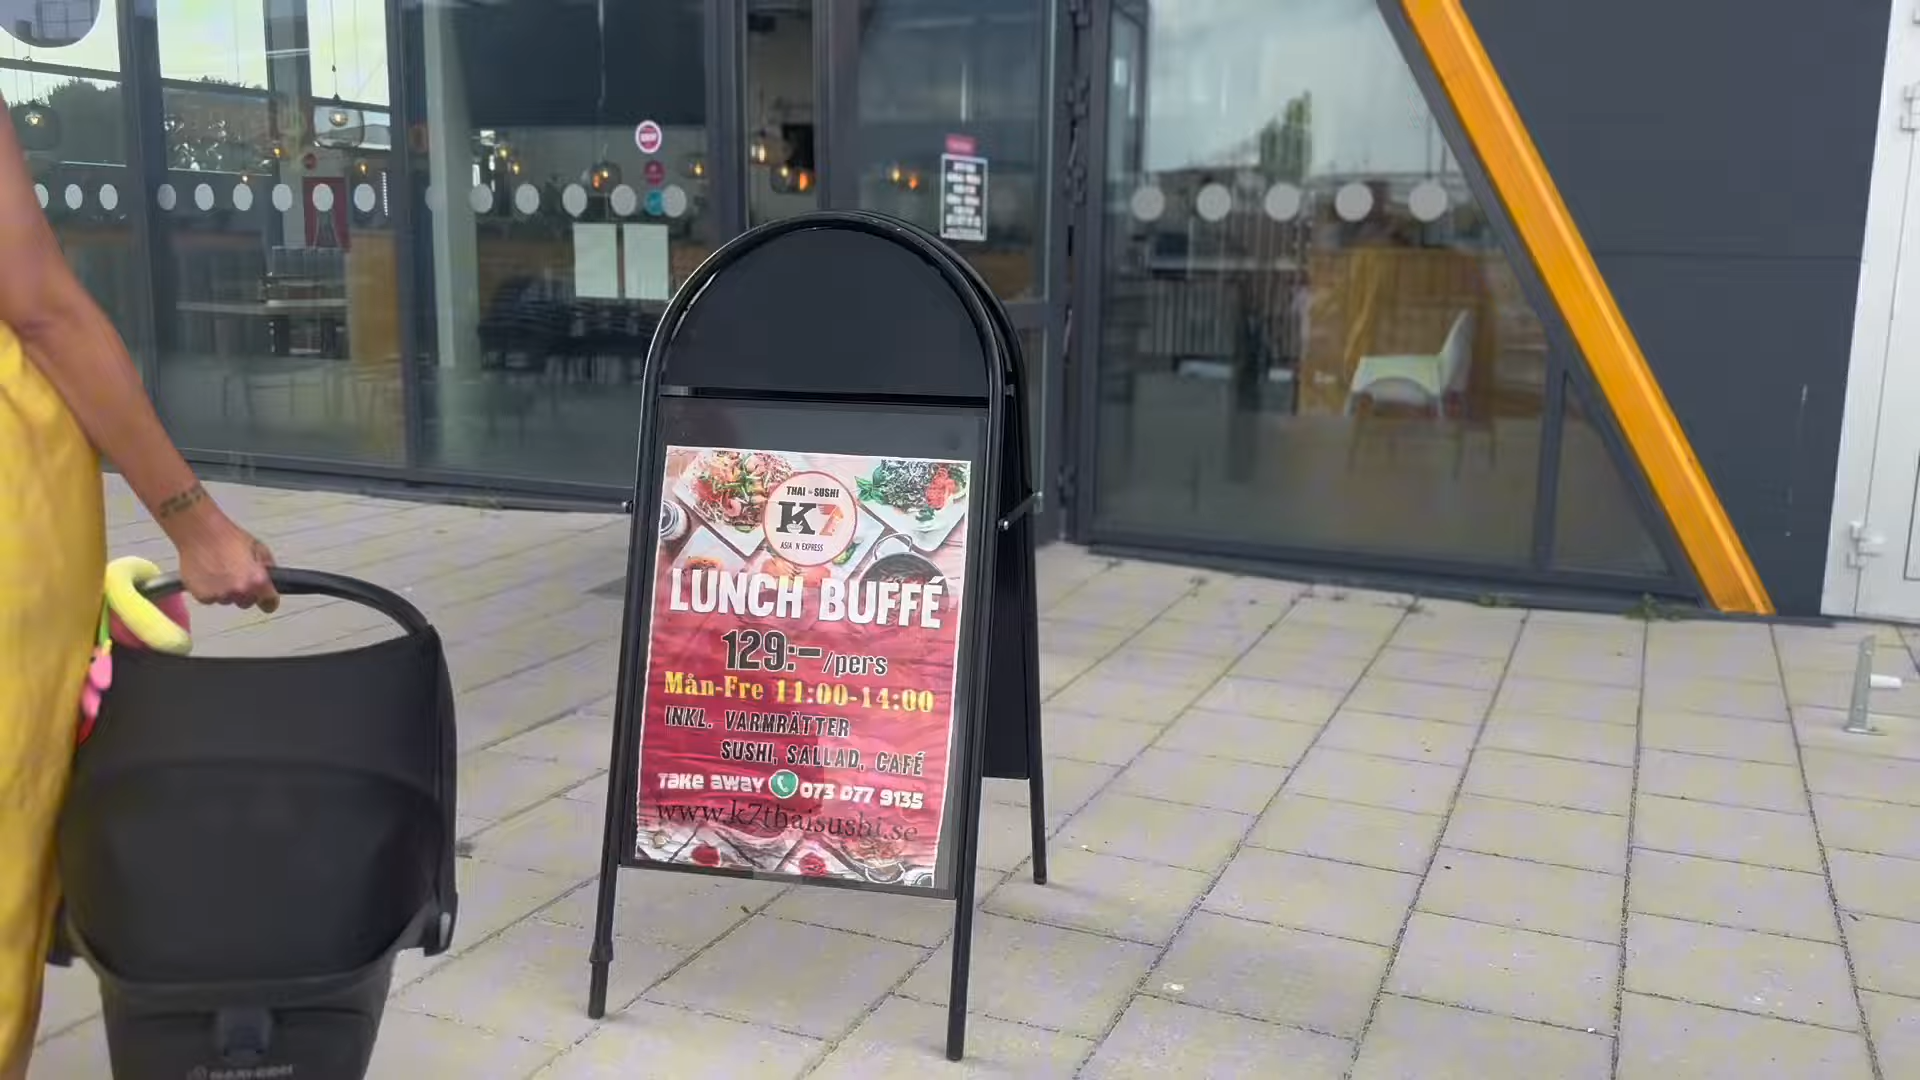 THAI & SUSHI
K7
ASIAN EXPRESS
LUNCH BUFFÉ
129:-/pers
Mån-Fre 11:00-14:00
INKL. VARMRÄTTER
SUSHI, SALLAD, CAFÉ
Take away 073 077 9135
www.k7thaisushi.se